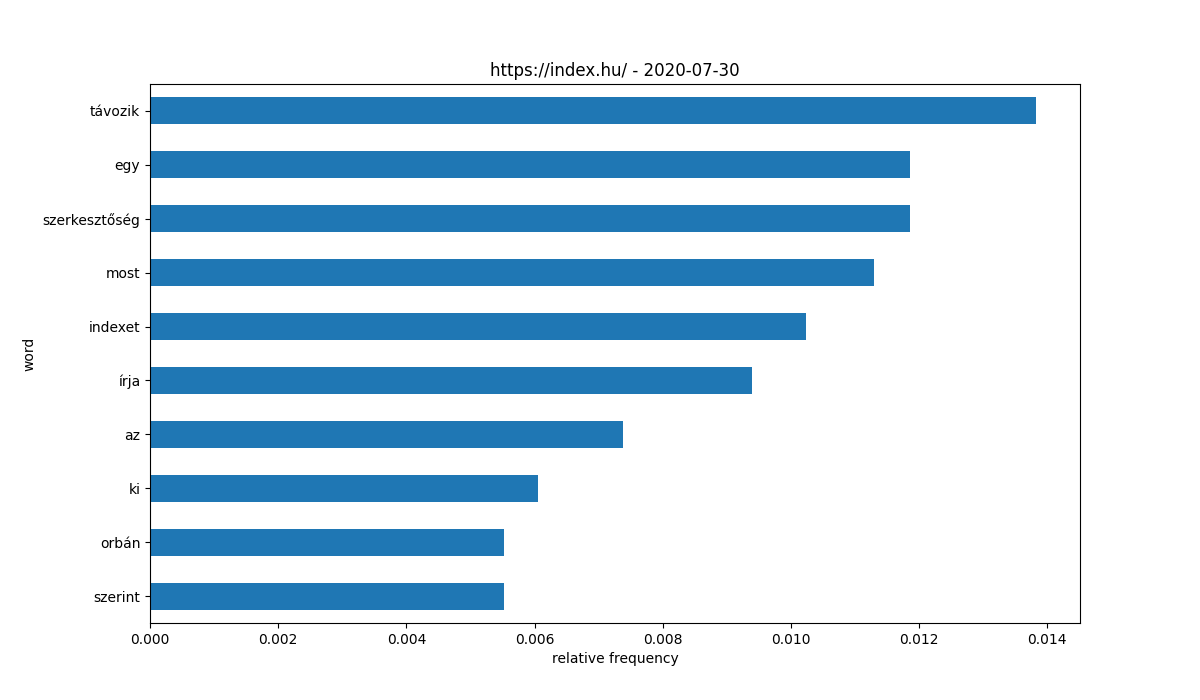 https://index.hu/ - 2020-07-30
távozik
egy
szerkesztőség
most
indexet
írja
az
ki
orbán
szerint
word
0.000 0.002 0.004 0.006 0.008 0.010 0.012 0.014
relative frequency